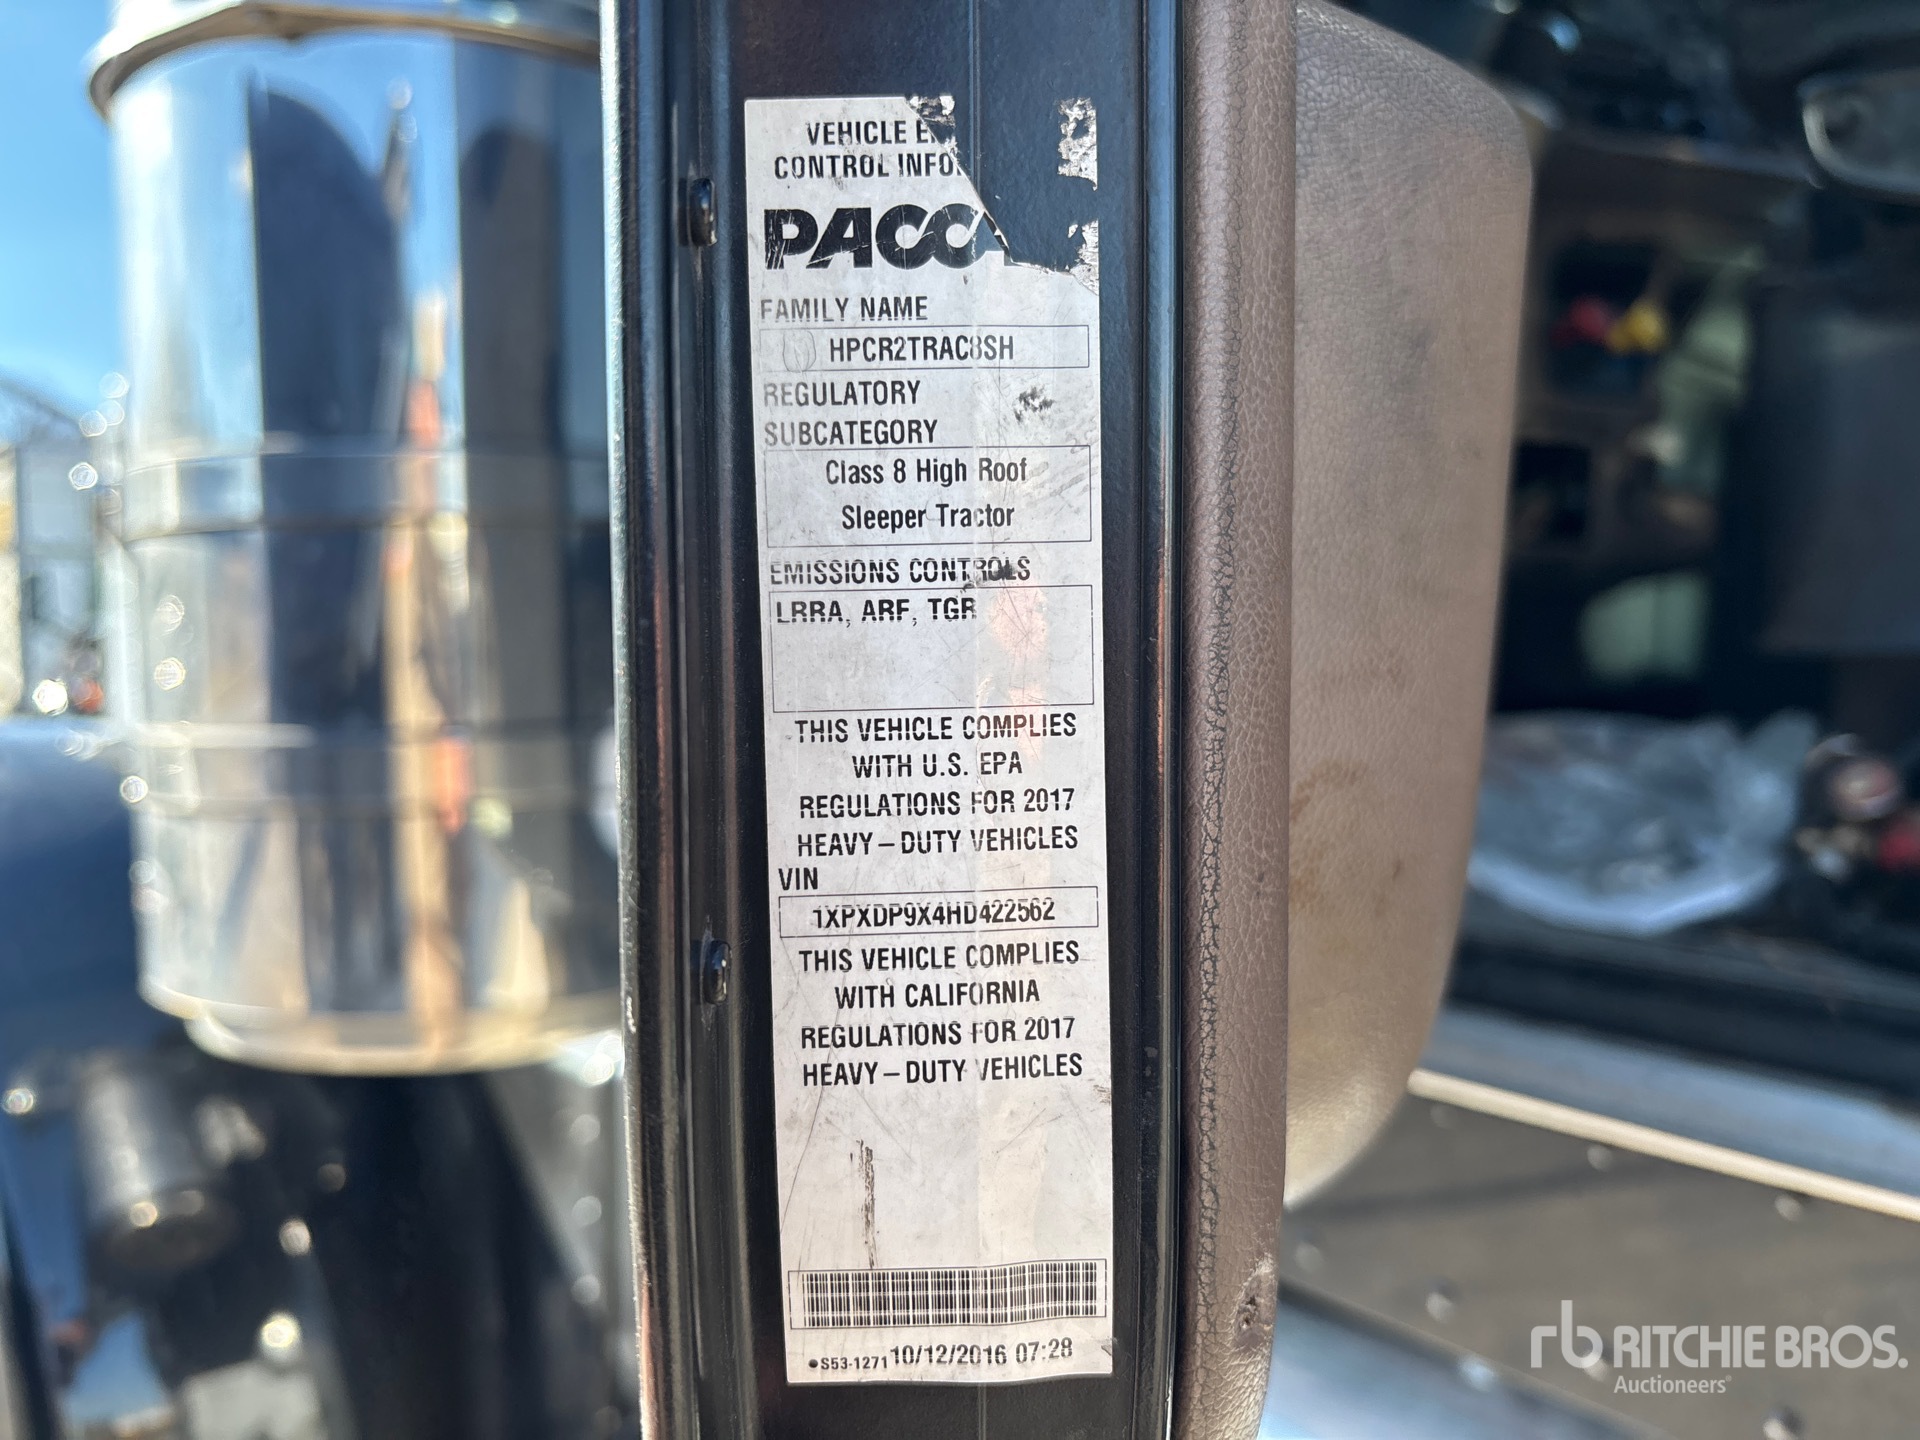 VEHICLE
CONTROL
PACCA
FAMILY NAME
HPCR2TRAC8SH
REGULATORY
SUBCATEGORY
Class 8 High Roof
Sleeper Tractor
EMISSIONS CONTROLS
LRRA, ARF, TGR
THIS VEHICLE COMPLIES
WITH U.S. EPA
REGULATIONS FOR 2017
HEAVY-DUTY VEHICLES
VIN
1XPXDP9X4HD422562
THIS VEHICLE COMPLIES
WITH CALIFORNIA
REGULATIONS FOR 2017
HEAVY-DUTY VEHICLES
•S53-1271 10/12/2016 07:28
rb RITCHIE BROS.
Auctioneers